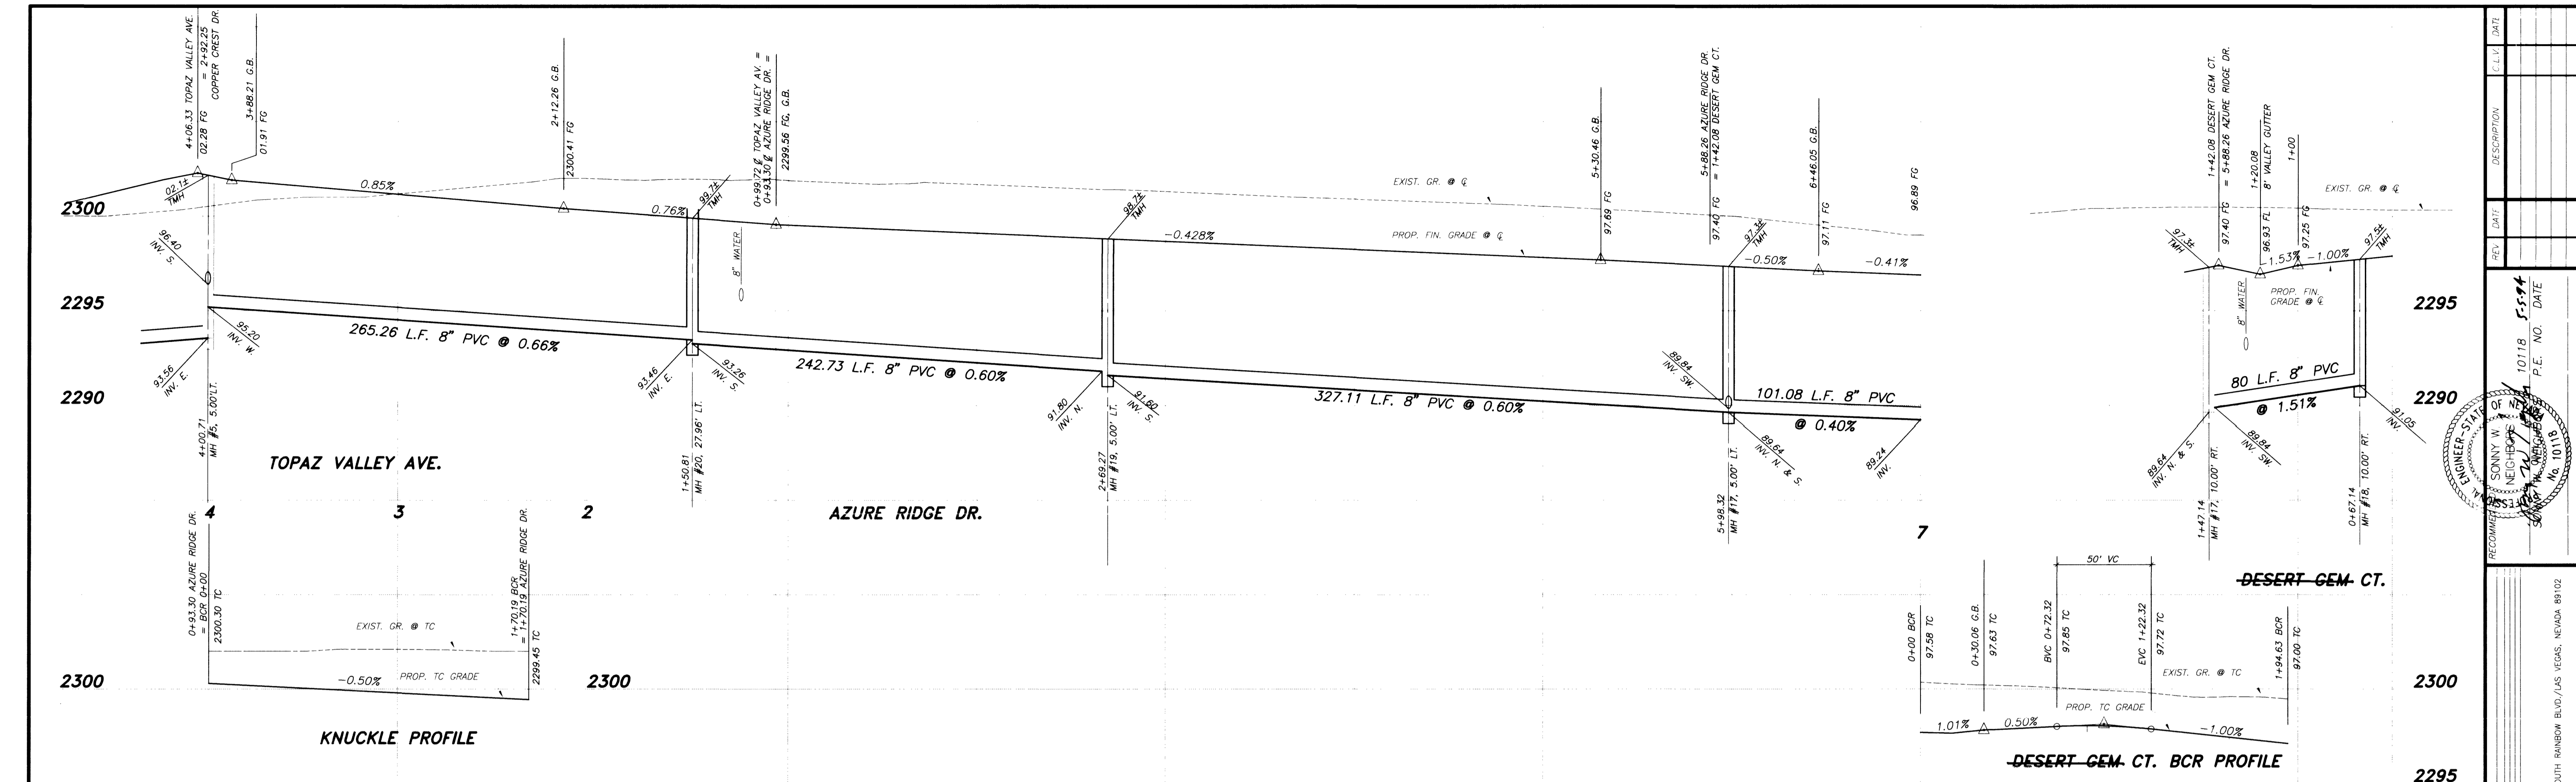 4+06.33 TOPAZ VALLEY AVE.
= 2+92.25
COPPER CREST DR.
02.28 FG
3+88.21 G.B.
01.91 FG
2+12.26 G.B.
2300.41 FG
0+99.72 ℄ TOPAZ VALLEY AV. =
0+93.30 ℄ AZURE RIDGE DR. =
2299.56 FG, G.B.
5+30.46 G.B.
97.69 FG
5+88.26 AZURE RIDGE DR.
= 1+42.08 DESERT GEM CT.
97.40 FG
6+46.05 G.B.
97.11 FG
96.89 FG
1+42.08 DESERT GEM CT.
97.40 FG = 5+88.26 AZURE RIDGE DR.
1+20.08
8' VALLEY GUTTER
96.93 FL
1+00
97.25 FG
2300
02.1±
TMH
0.85%
0.76%
99.7±
TMH
98.7±
TMH
-0.428%
EXIST. GR. @ ℄
PROP. FIN. GRADE @ ℄
97.3±
TMH
-0.50%
-0.41%
97.3±
TMH
-1.53%
-1.00%
97.5±
TMH
EXIST. GR. @ ℄
PROP. FIN.
GRADE @ ℄
96.40
INV. S.
8" WATER
8" WATER
2295
2295
95.20
INV. W.
93.56
INV. E.
265.26 L.F. 8" PVC @ 0.66%
93.46
INV. E.
93.26
INV. S.
242.73 L.F. 8" PVC @ 0.60%
91.80
INV. N.
91.60
INV. S.
327.11 L.F. 8" PVC @ 0.60%
89.84
INV. SW.
101.08 L.F. 8" PVC
@ 0.40%
89.64
INV. N. & S.
89.24
INV.
80 L.F. 8" PVC
@ 1.51%
89.64
INV. N. & S.
89.84
INV. SW.
91.05
INV.
2290
2290
4+00.71
MH #5, 5.00'LT.
1+50.81
MH #20, 27.96' LT.
2+69.27
MH #19, 5.00' LT.
5+98.32
MH #17, 5.00' LT.
1+47.14
MH #17, 10.00' RT.
0+67.14
MH #18, 10.00' RT.
TOPAZ VALLEY AVE.
AZURE RIDGE DR.
4
3
2
7
DESERT GEM CT.
0+93.30 AZURE RIDGE DR.
= BCR 0+00
2300.30 TC
1+70.19 BCR
= 1+70.19 AZURE RIDGE DR.
2299.45 TC
EXIST. GR. @ TC
-0.50%
PROP. TC GRADE
2300
2300
KNUCKLE PROFILE
50' VC
0+00 BCR
97.58 TC
0+30.06 G.B.
97.63 TC
BVC 0+72.32
97.85 TC
EVC 1+22.32
97.72 TC
1+94.63 BCR
97.00 TC
EXIST. GR. @ TC
PROP. TC GRADE
1.01%
0.50%
-1.00%
2300
2295
DESERT GEM CT. BCR PROFILE
DATE
C.L.V.
DESCRIPTION
DATE
REV.
5-5-94
DATE
10118
P.E. NO.
SONNY W.
NEIGHBORS
No. 10118
UTH RAINBOW BLVD./LAS VEGAS, NEVADA 89102